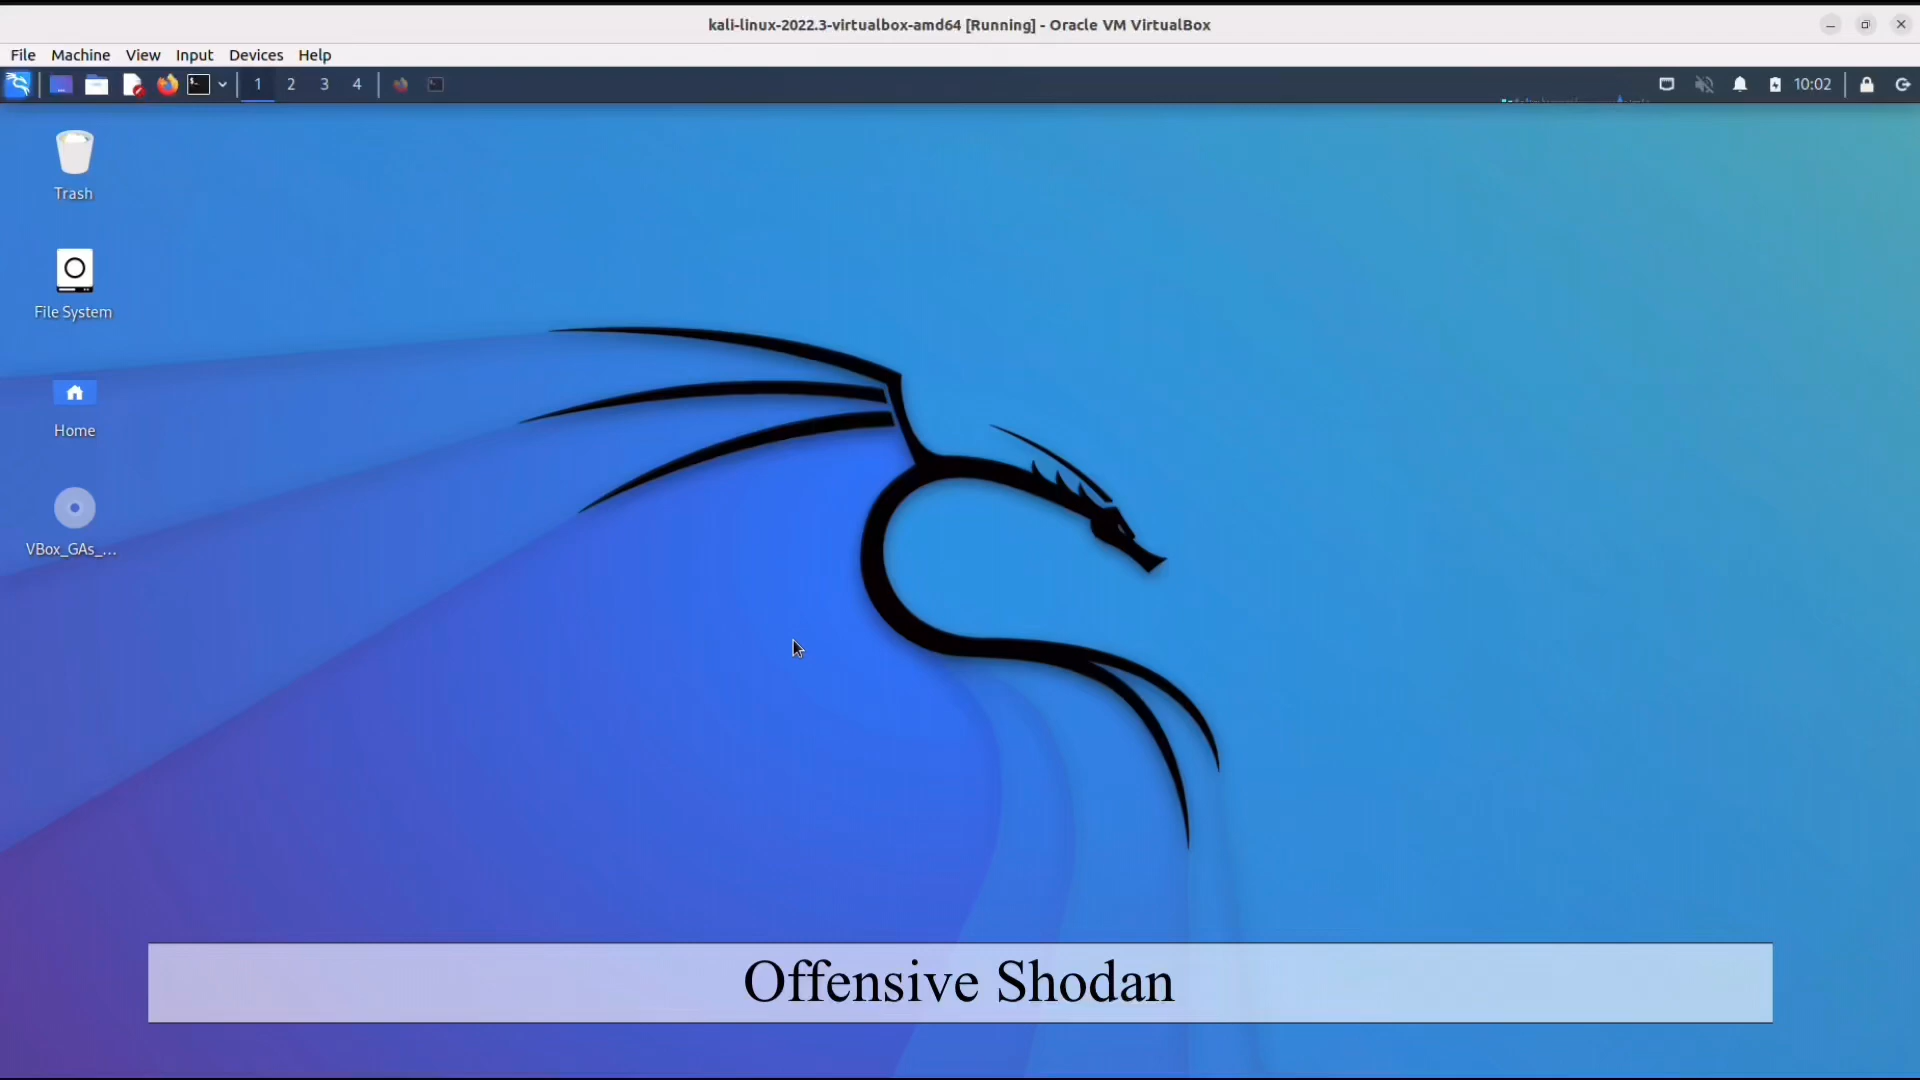 kali-linux-2022.3-virtualbox-amd64 [Running] - Oracle VM VirtualBox
File Machine View Input Devices Help
1 2 3 4 10:02
Trash
File System
Home
VBox_GAs_...
Offensive Shodan